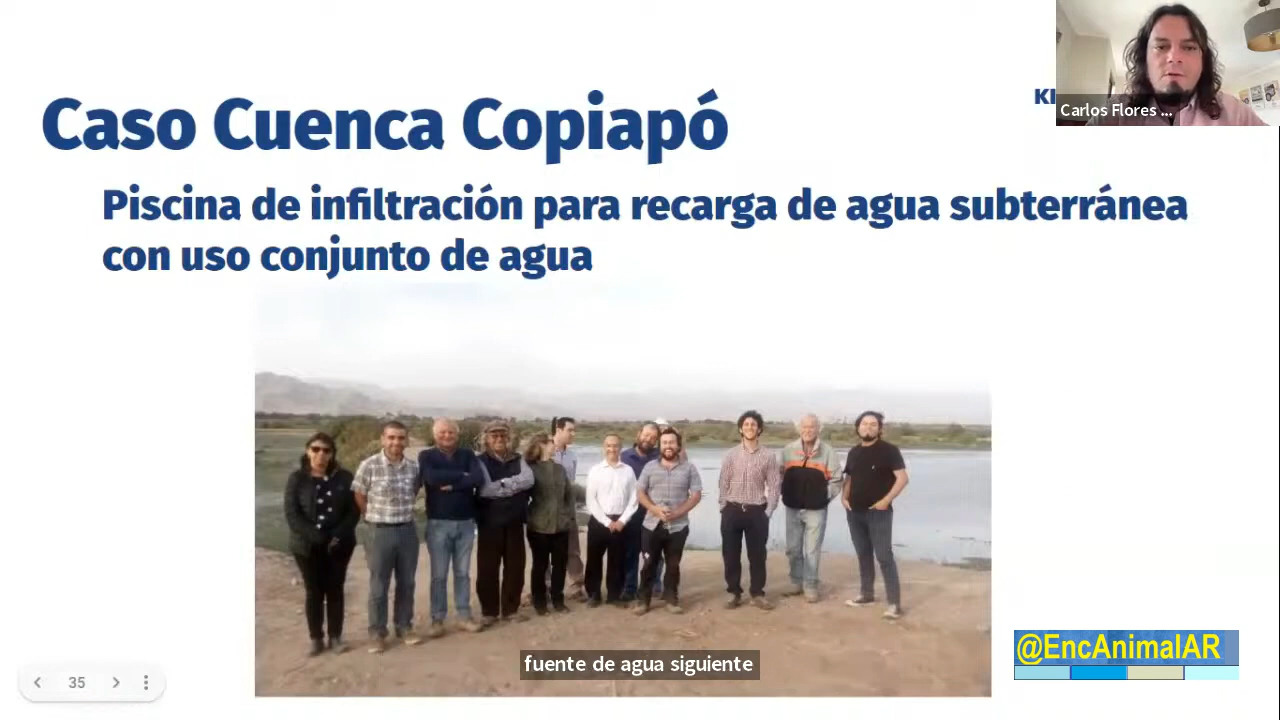 Caso Cuenca Copiapó
Carlos Flores ...
Piscina de infiltración para recarga de agua subterránea
con uso conjunto de agua
fuente de agua siguiente
@EncAnimalAR
35